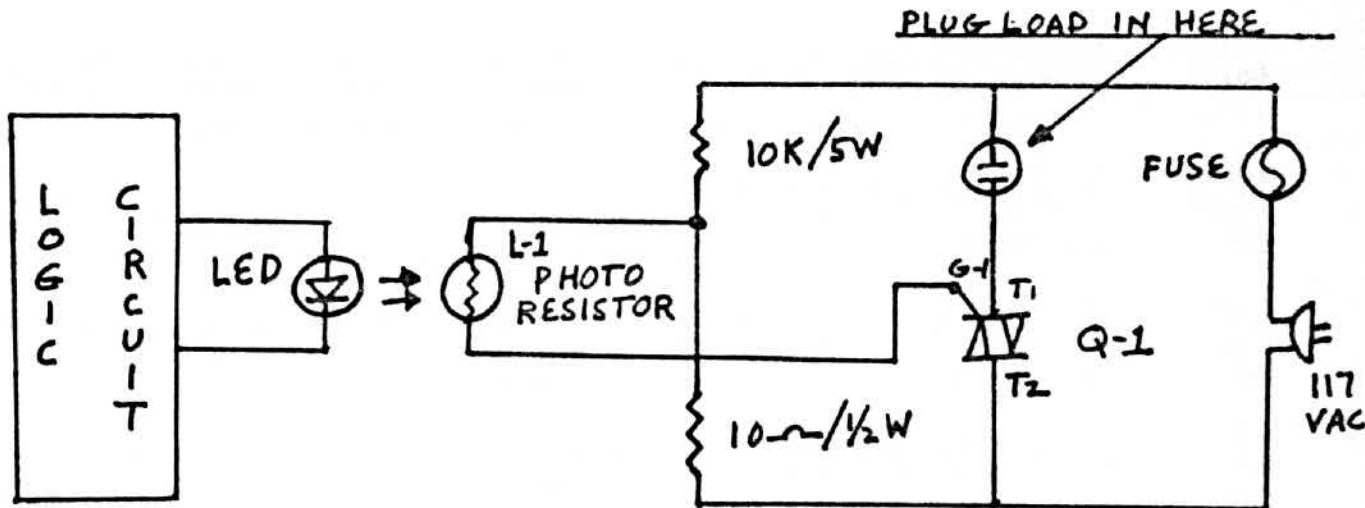 PLUG LOAD IN HERE
10K/5W
FUSE
LOGIC
CIRCUIT
LED
L-1
PHOTO
RESISTOR
G-1
T1
Q-1
T2
10Ω/½W
117
VAC